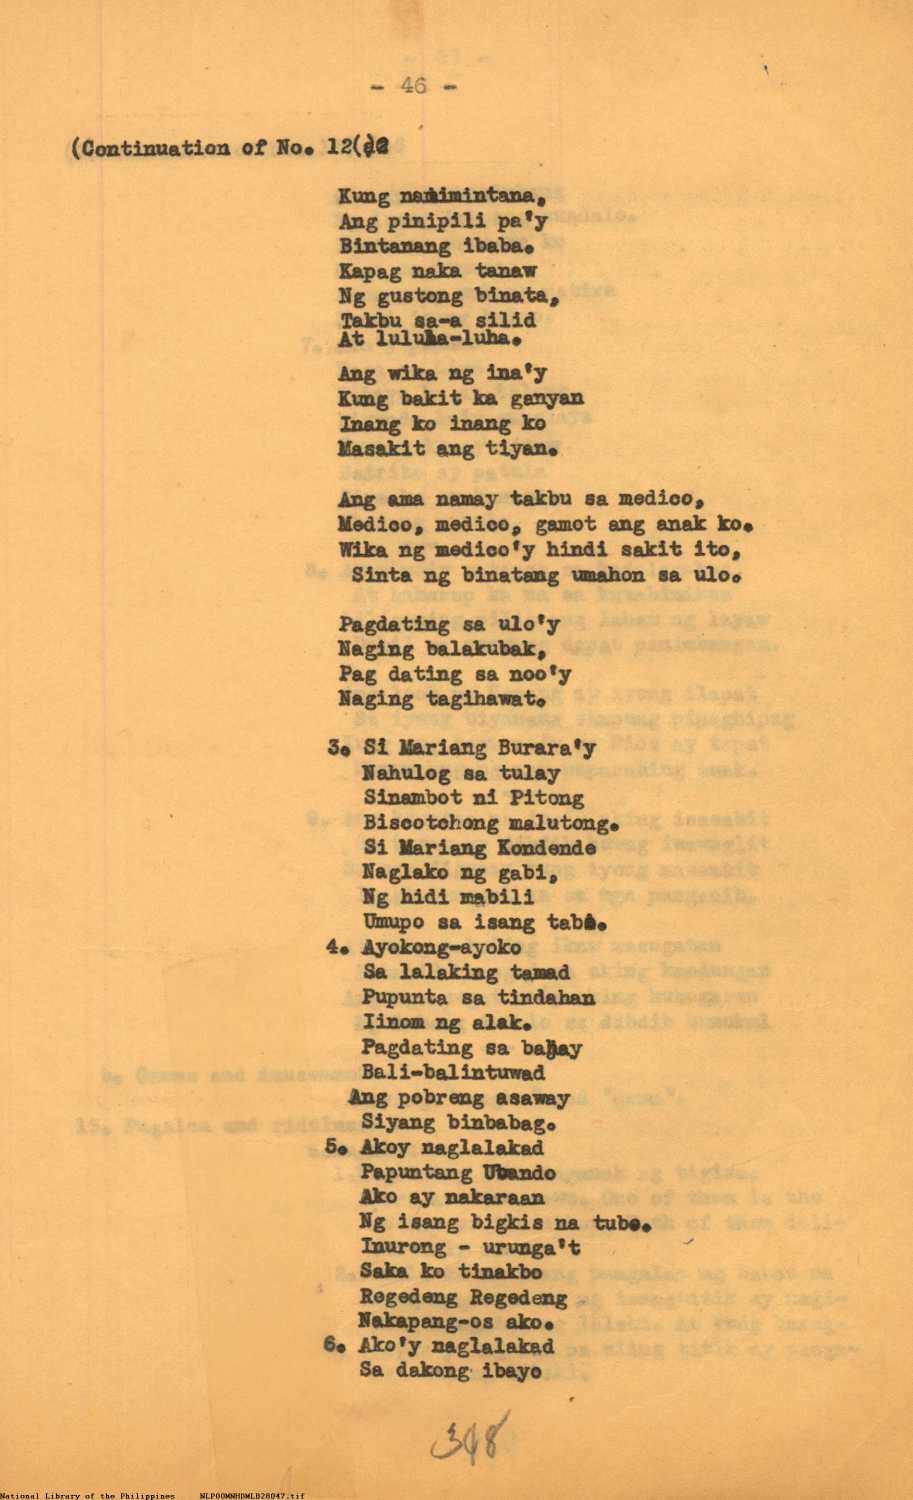 - 46 -
(Continuation of No. 12(
Kung namimintana,
Ang pinipili pa'y
Bintanang ibaba.
Kapag naka tanaw
Ng gustong binata,
Takbu sa-a silid
At luluha-luha.
Ang wika ng ina'y
Kung bakit ka ganyan
Inang ko inang ko
Masakit ang tiyan.
Ang ama namay takbu sa medico,
Medico, medico, gamot ang anak ko.
Wika ng medico'y hindi sakit ito,
Sinta ng binatang umahon sa ulo.
Pagdating sa ulo'y
Naging balakubak,
Pag dating sa noo'y
Naging tagihawat.
3. Si Mariang Burara'y
Nahulog sa tulay
Sinambot ni Pitong
Biscotchong malutong.
Si Mariang Kondende
Naglako ng gabi,
Ng hidi mabili
Umupo sa isang tabi.
4. Ayokong-ayoko
Sa lalaking tamad
Pupunta sa tindahan
Iinom ng alak.
Pagdating sa bahay
Bali-balintuwad
Ang pobreng asaway
Siyang binbabag.
5. Akoy naglalakad
Papuntang Ubando
Ako ay nakaraan
Ng isang bigkis na tubo.
Inurong - urunga't
Saka ko tinakbo
Regedeng Regedeng
Nakapang-os ako.
6. Ako'y naglalakad
Sa dakong ibayo
348
National Library of the Philippines NLPOOMNHDMLB28047.tif